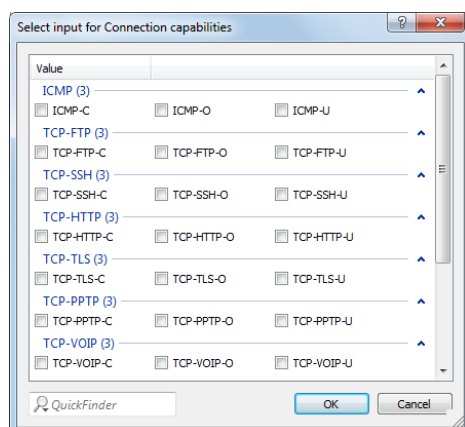 Select input for Connection capabilities
Value
ICMP (3)
ICMP-C ICMP-O ICMP-U
TCP-FTP (3)
TCP-FTP-C TCP-FTP-O TCP-FTP-U
TCP-SSH (3)
TCP-SSH-C TCP-SSH-O TCP-SSH-U
TCP-HTTP (3)
TCP-HTTP-C TCP-HTTP-O TCP-HTTP-U
TCP-TLS (3)
TCP-TLS-C TCP-TLS-O TCP-TLS-U
TCP-PPTP (3)
TCP-PPTP-C TCP-PPTP-O TCP-PPTP-U
TCP-VOIP (3)
TCP-VOIP-C TCP-VOIP-O TCP-VOIP-U
QuickFinder OK Cancel